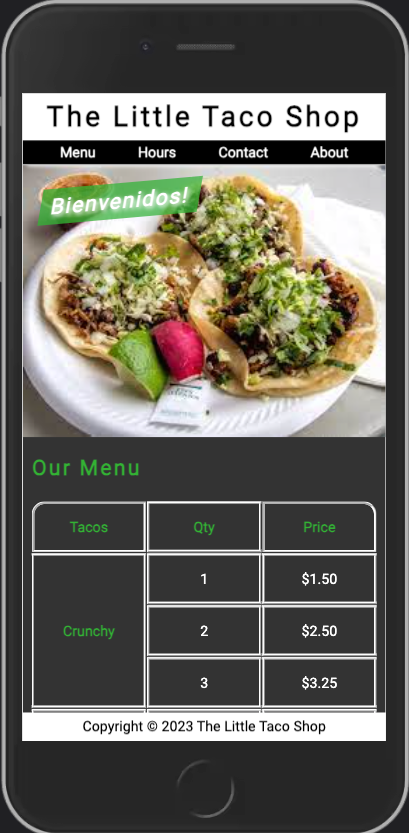 The Little Taco Shop
Menu Hours Contact About
Bienvenidos!
Our Menu
Tacos Qty Price
Crunchy
1 $1.50
2 $2.50
3 $3.25
Copyright © 2023 The Little Taco Shop